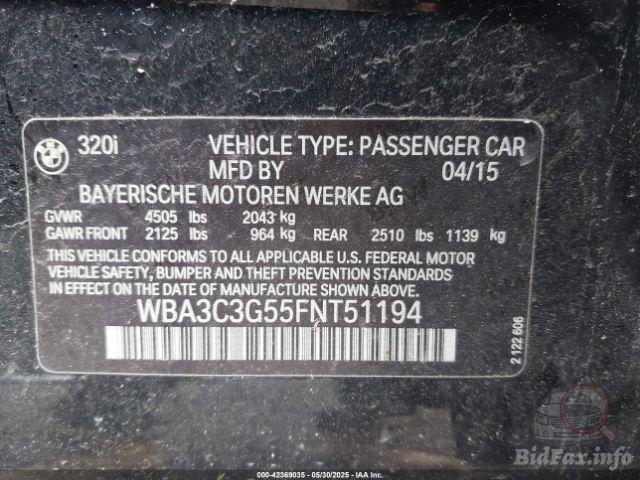 BMW
320i VEHICLE TYPE: PASSENGER CAR
MFD BY 04/15
BAYERISCHE MOTOREN WERKE AG
GVWR 4505 lbs 2043 kg
GAWR FRONT 2125 lbs 964 kg REAR 2510 lbs 1139 kg
THIS VEHICLE CONFORMS TO ALL APPLICABLE U.S. FEDERAL MOTOR
VEHICLE SAFETY, BUMPER AND THEFT PREVENTION STANDARDS
IN EFFECT ON THE DATE OF MANUFACTURE SHOWN ABOVE.
WBA3C3G55FNT51194
2 122 606
BidFax.info
000-42369035 - 05/30/2025 - IAA Inc.